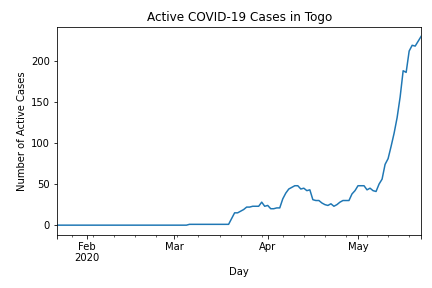 Active COVID-19 Cases in Togo
Number of Active Cases
200
150
100
50
0
Feb
2020
Mar
Apr
May
Day